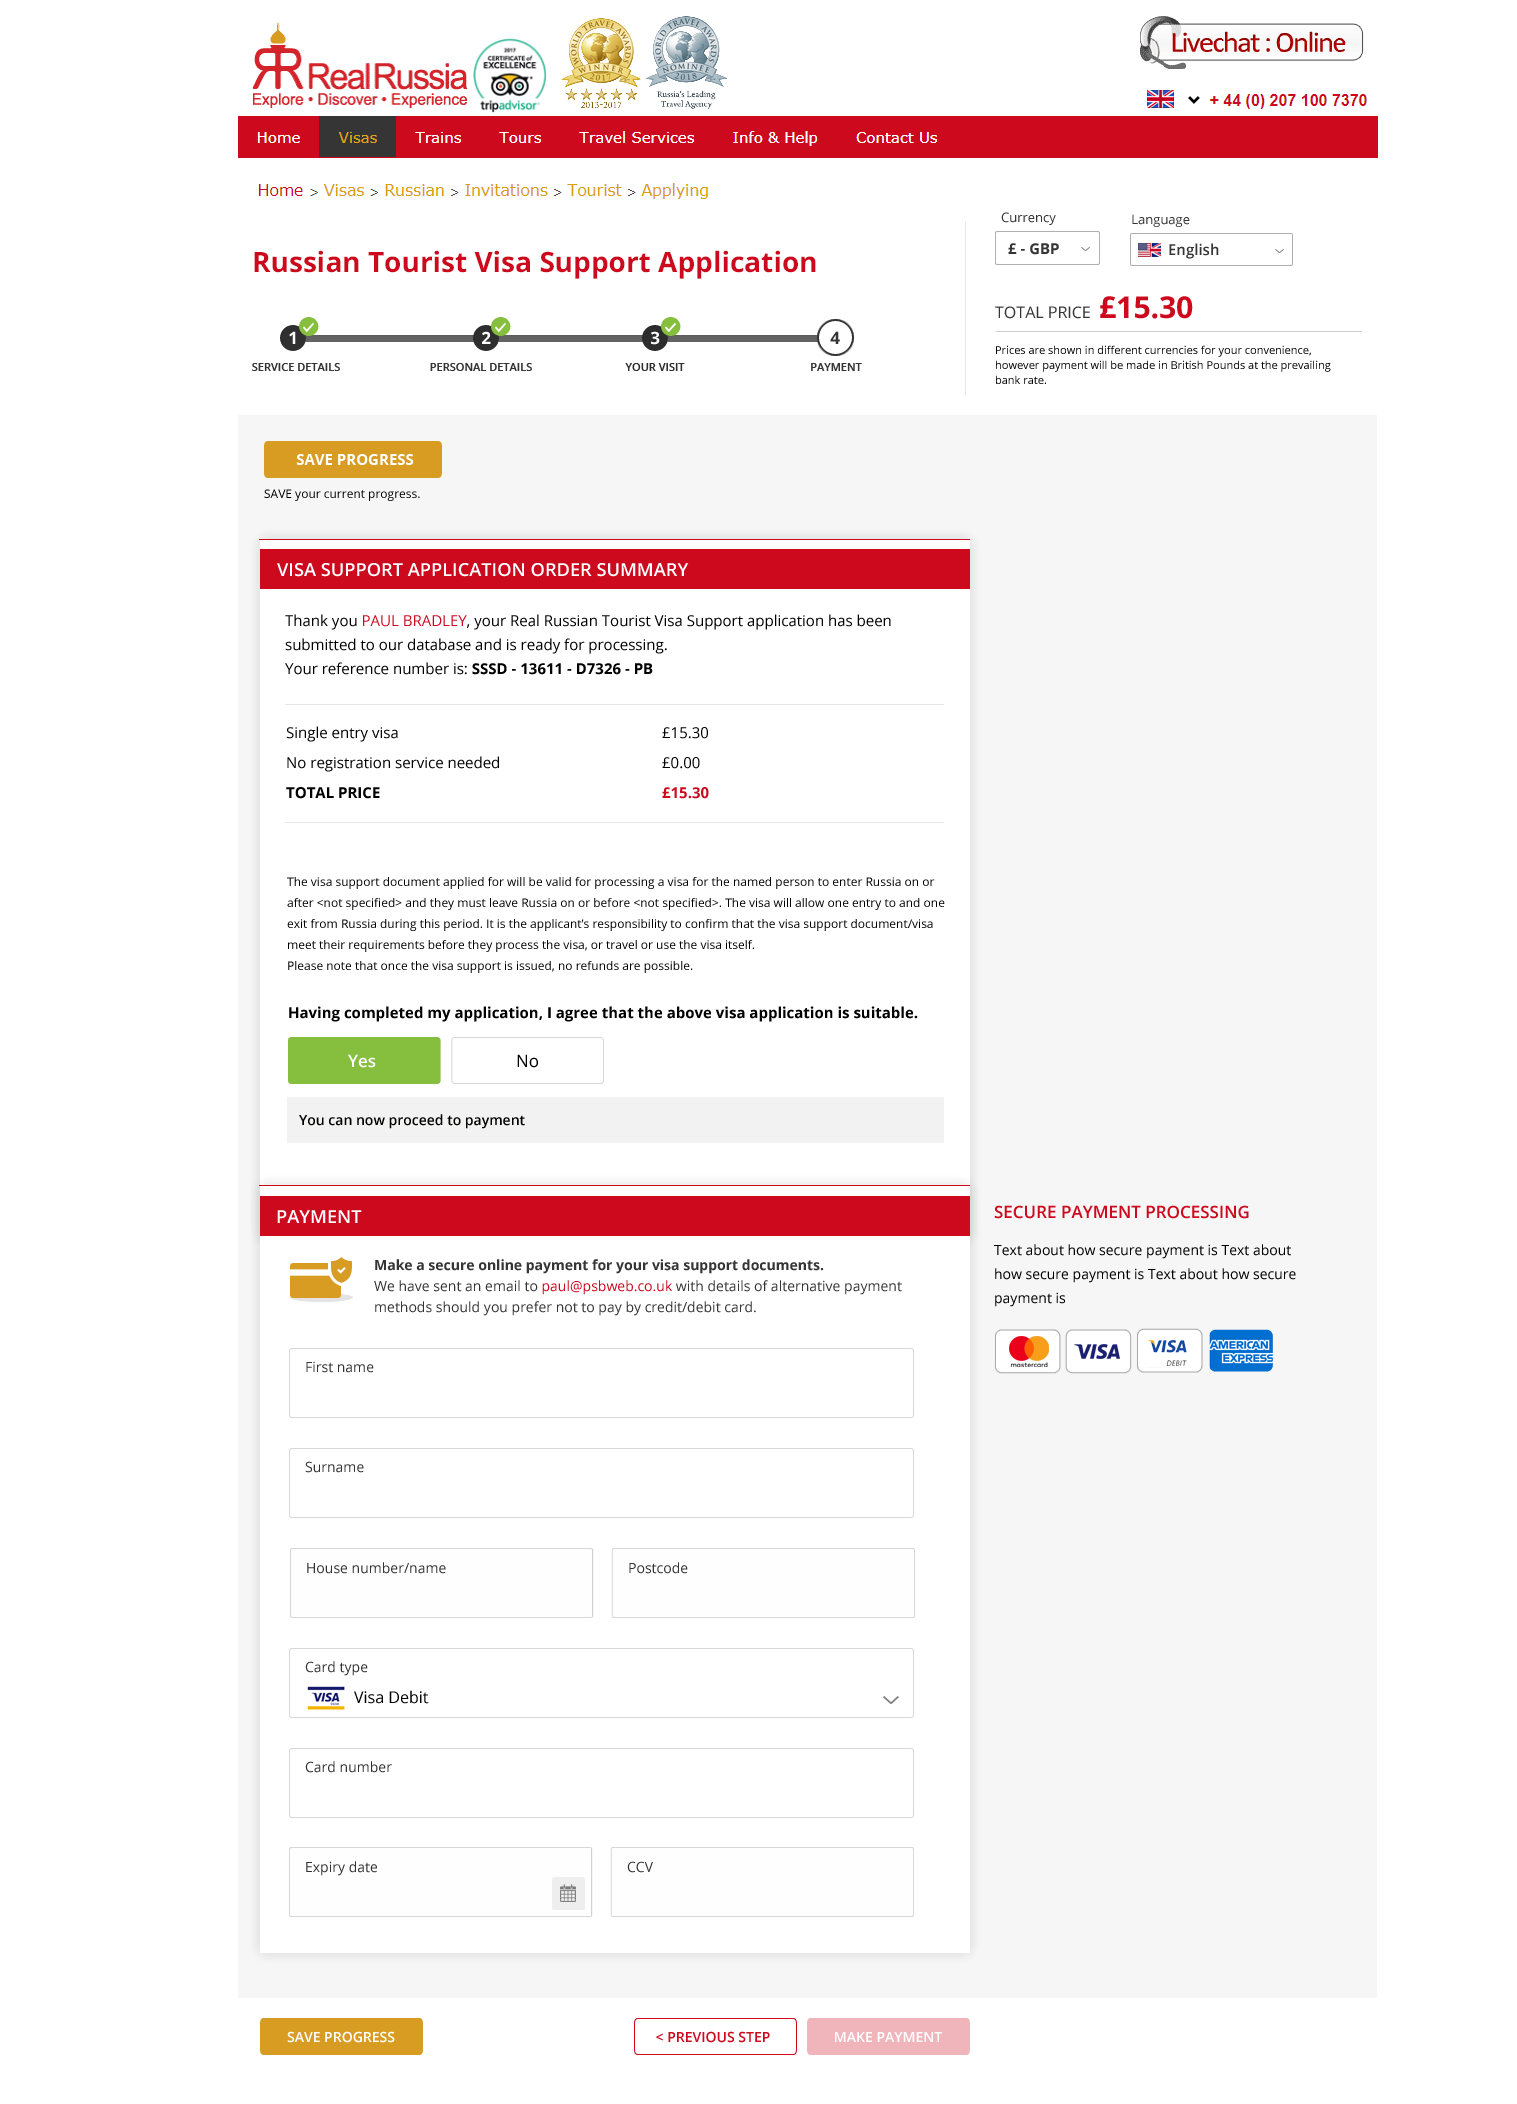 RealRussia
Explore • Discover • Experience
2017
CERTIFICATE of
EXCELLENCE
tripadvisor
WORLD TRAVEL AWARDS
WINNER
2017
2013-2017
WORLD TRAVEL AWARDS
NOMINEE
2018
Russia's Leading
Travel Agency
Livechat : Online
+ 44 (0) 207 100 7370
Home Visas Trains Tours Travel Services Info & Help Contact Us
Home > Visas > Russian > Invitations > Tourist > Applying
Currency
Language
£ - GBP
English
Russian Tourist Visa Support Application
TOTAL PRICE £15.30
1 2 3 4
SERVICE DETAILS PERSONAL DETAILS YOUR VISIT PAYMENT
Prices are shown in different currencies for your convenience,
however payment will be made in British Pounds at the prevailing
bank rate.
SAVE PROGRESS
SAVE your current progress.
VISA SUPPORT APPLICATION ORDER SUMMARY
Thank you PAUL BRADLEY, your Real Russian Tourist Visa Support application has been
submitted to our database and is ready for processing.
Your reference number is: SSSD - 13611 - D7326 - PB
Single entry visa £15.30
No registration service needed £0.00
TOTAL PRICE £15.30
The visa support document applied for will be valid for processing a visa for the named person to enter Russia on or
after <not specified> and they must leave Russia on or before <not specified>. The visa will allow one entry to and one
exit from Russia during this period. It is the applicant's responsibility to confirm that the visa support document/visa
meet their requirements before they process the visa, or travel or use the visa itself.
Please note that once the visa support is issued, no refunds are possible.
Having completed my application, I agree that the above visa application is suitable.
Yes No
You can now proceed to payment
PAYMENT
Make a secure online payment for your visa support documents.
We have sent an email to paul@psbweb.co.uk with details of alternative payment
methods should you prefer not to pay by credit/debit card.
SECURE PAYMENT PROCESSING
Text about how secure payment is Text about
how secure payment is Text about how secure
payment is
mastercard
VISA
VISA
DEBIT
AMERICAN
EXPRESS
First name
Surname
House number/name Postcode
Card type
VISA Visa Debit
Card number
Expiry date CCV
SAVE PROGRESS < PREVIOUS STEP MAKE PAYMENT